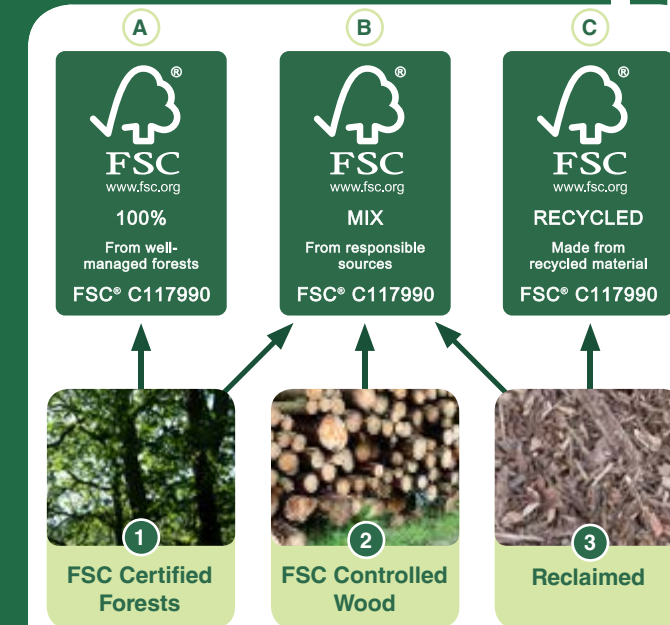 A
B
C
®
FSC
www.fsc.org
100%
From well-
managed forests
FSC® C117990
®
FSC
www.fsc.org
MIX
From responsible
sources
FSC® C117990
®
FSC
www.fsc.org
RECYCLED
Made from
recycled material
FSC® C117990
1
FSC Certified
Forests
2
FSC Controlled
Wood
3
Reclaimed